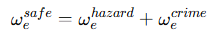 ω_e^{safe} = ω_e^{hazard} + ω_e^{crime}